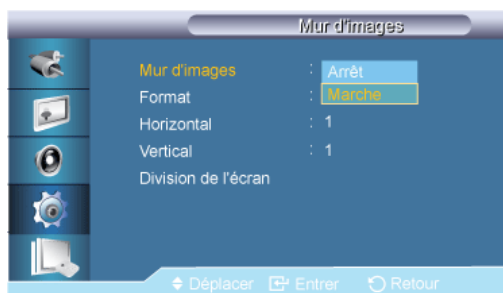 Mur d'images
Mur d'images : Arrêt
Format : Marche
Horizontal : 1
Vertical : 1
Division de l'écran
Déplacer Entrer Retour